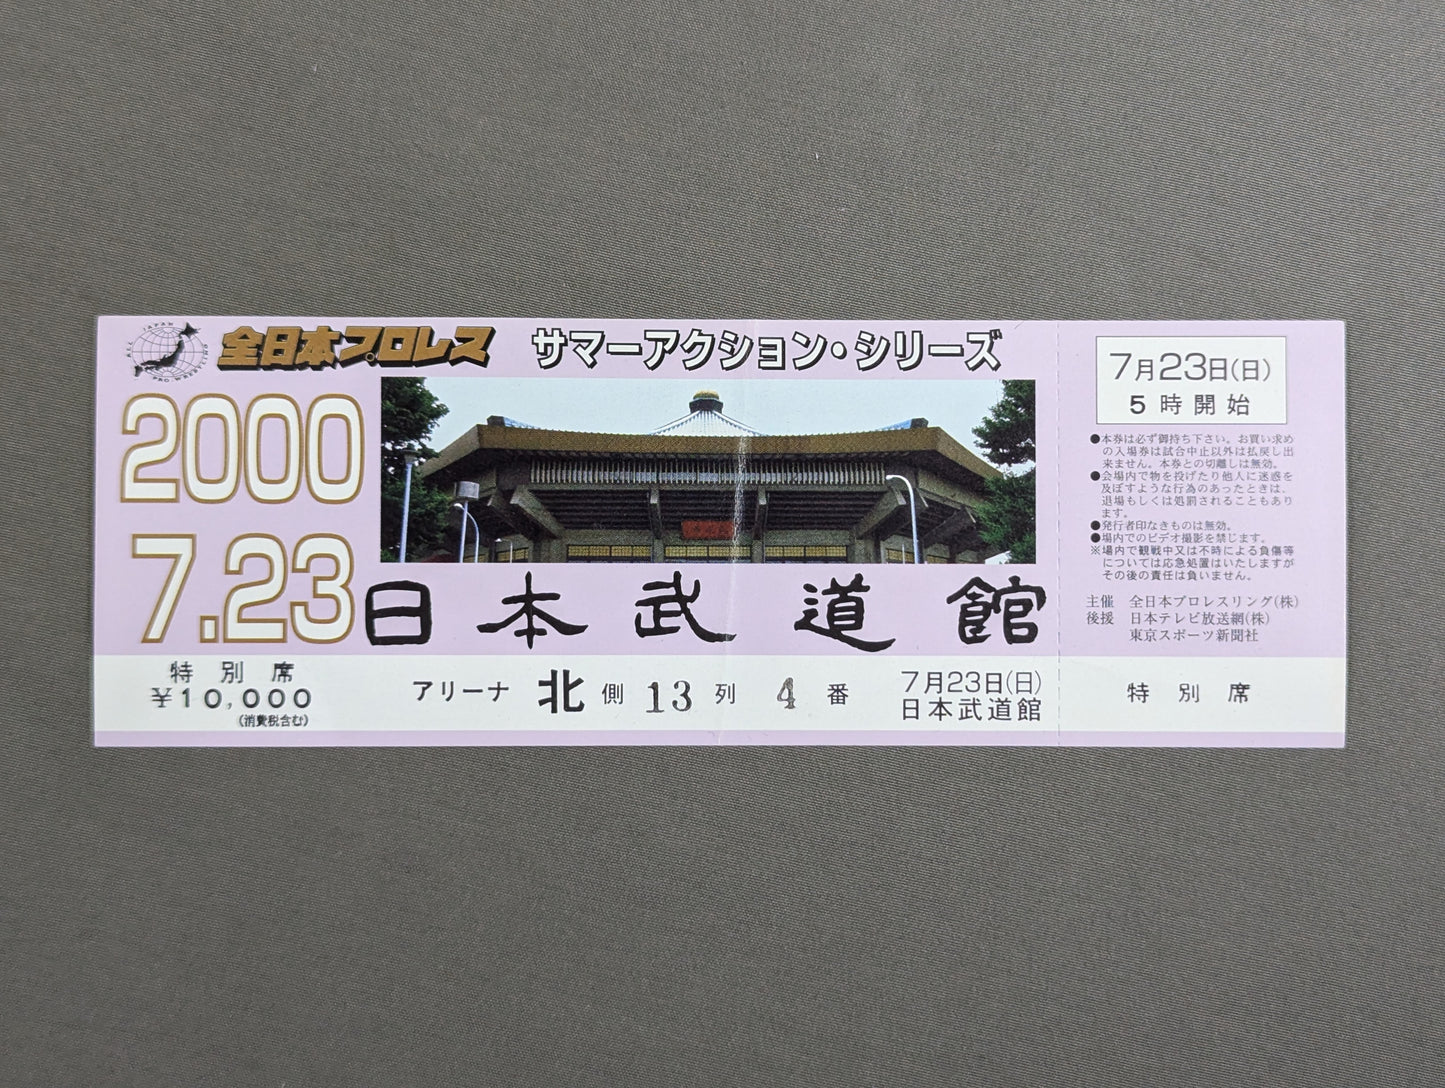 ALL JAPAN PRO-WRESTLING
全日本プロレス
サマーアクション・シリーズ
2000
7.23
日本武道館
特別席
¥10,000
(消費税含む)
アリーナ 北 側 13 列 4 番
7月23日(日)
日本武道館
7月23日(日)
5時開始
●本券は必ず御持ち下さい。お買い求め
の入場券は試合中止以外は払戻し出
来ません。本券との切離しは無効。
●会場内で物を投げたり他人に迷惑を
及ぼすような行為のあったときは、
退場もしくは処罰されることもあり
ます。
●発行者印なきものは無効。
●場内でのビデオ撮影を禁じます。
※場内で観戦中又は不時による負傷等
については応急処置はいたしますが
その後の責任は負いません。
主催 全日本プロレスリング(株)
後援 日本テレビ放送網(株)
東京スポーツ新聞社
特別席